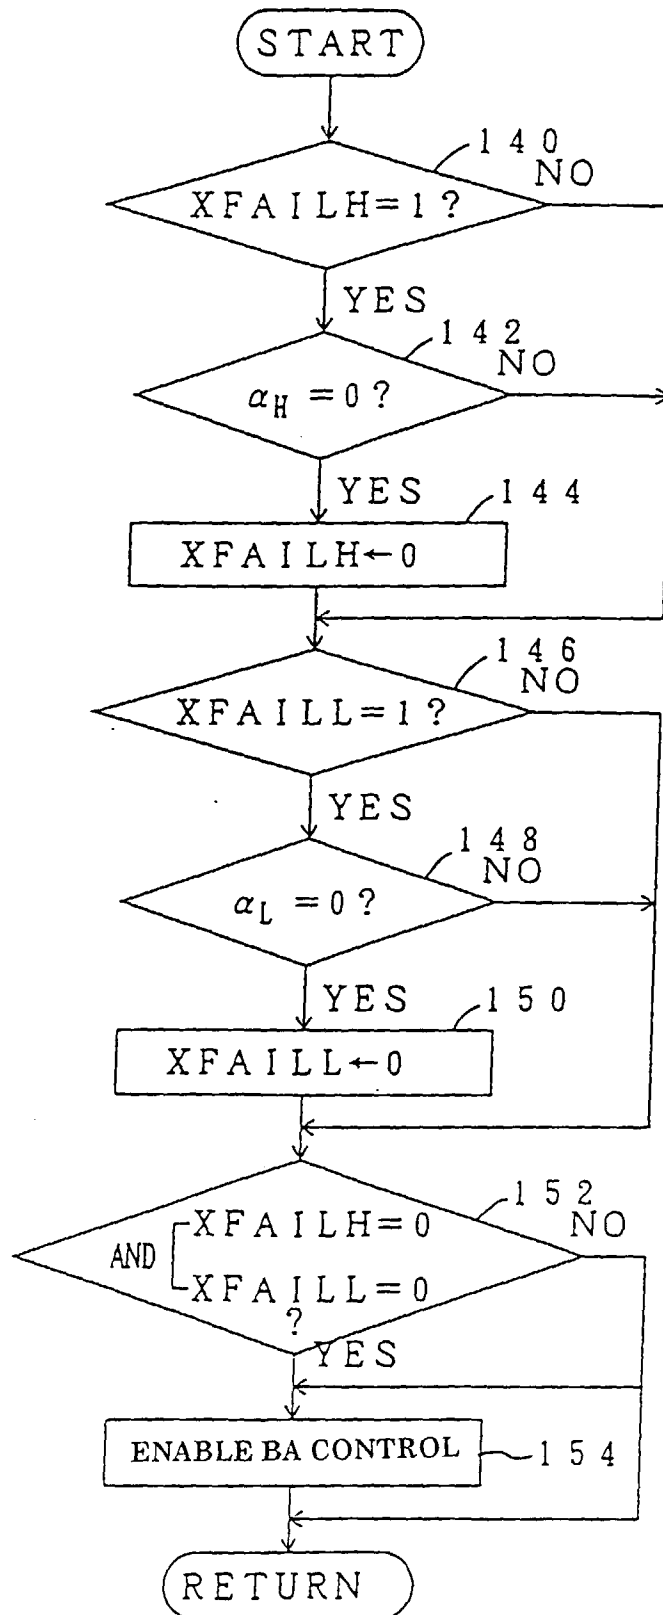 START
140
NO
XFAILH=1?
YES
142
NO
αH =0?
YES
144
XFAILH←0
146
NO
XFAILL=1?
YES
148
NO
αL =0?
YES
150
XFAILL←0
152
NO
XFAILH=0
AND
XFAILL=0
?
YES
ENABLE BA CONTROL
154
RETURN